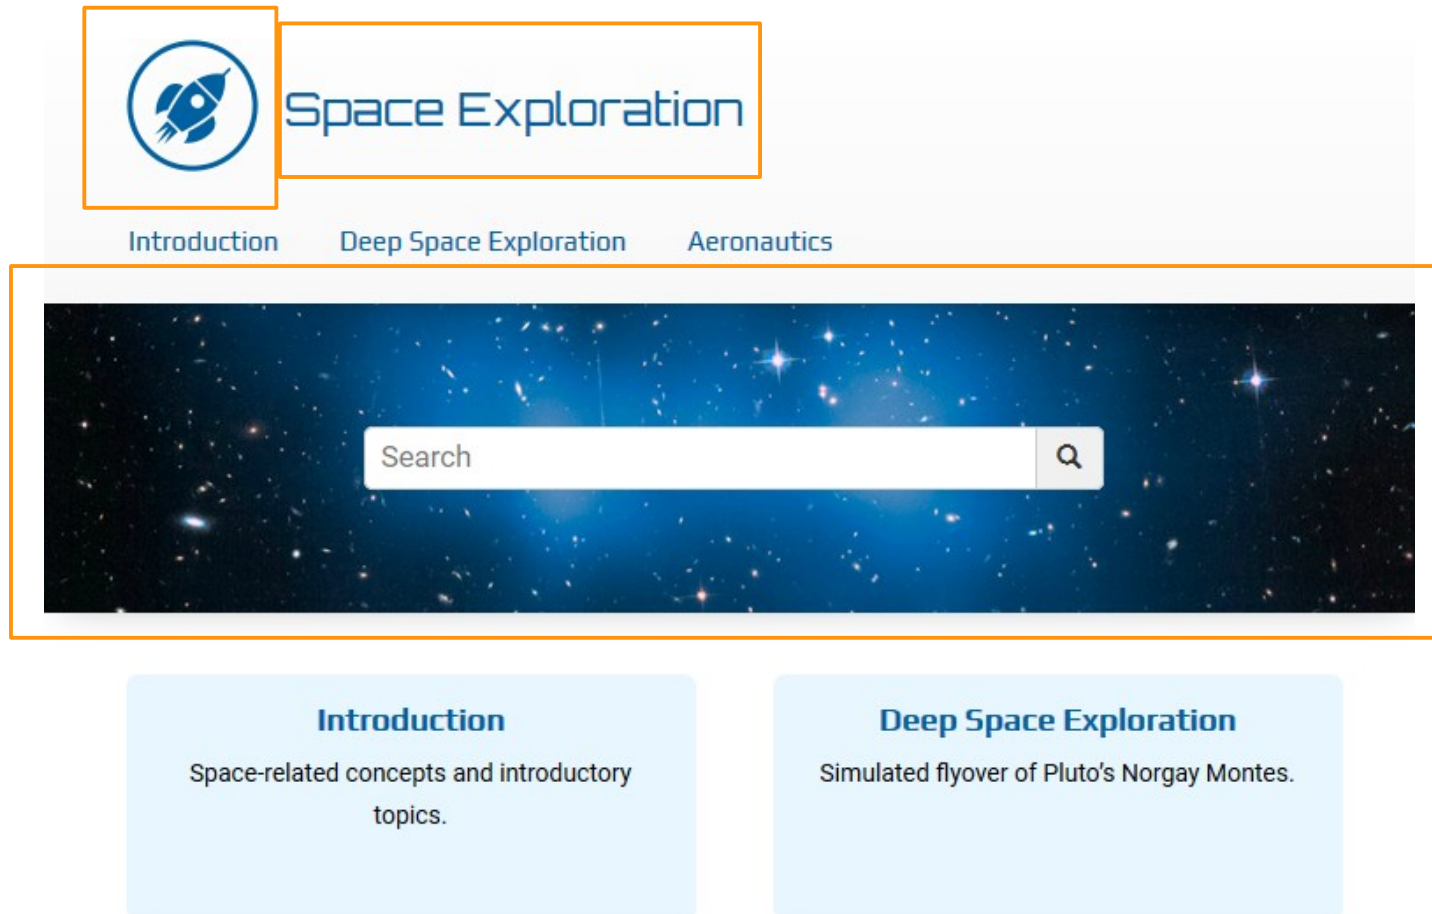 Space Exploration
Introduction Deep Space Exploration Aeronautics
Search
Introduction
Space-related concepts and introductory
topics.
Deep Space Exploration
Simulated flyover of Pluto's Norgay Montes.